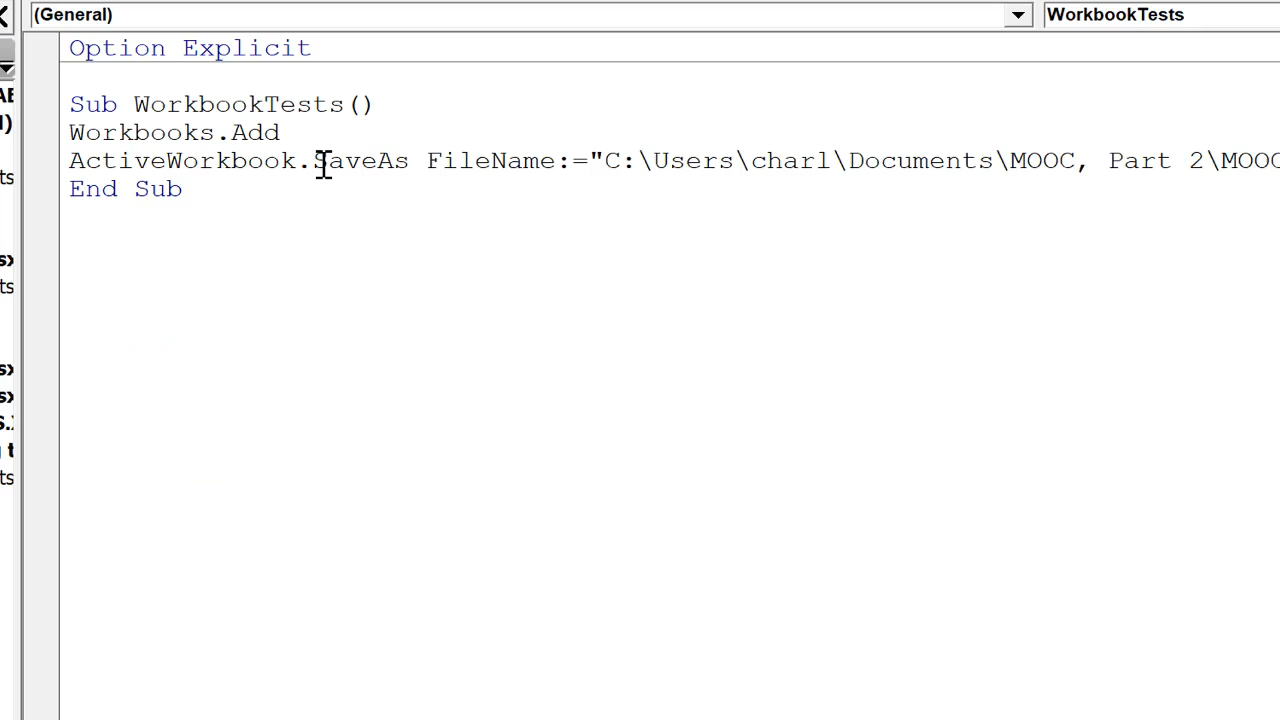 (General)
WorkbookTests
Option Explicit
Sub WorkbookTests()
Workbooks.Add
ActiveWorkbook.SaveAs FileName:="C:\Users\charl\Documents\MOOC, Part 2\MOOC
End Sub